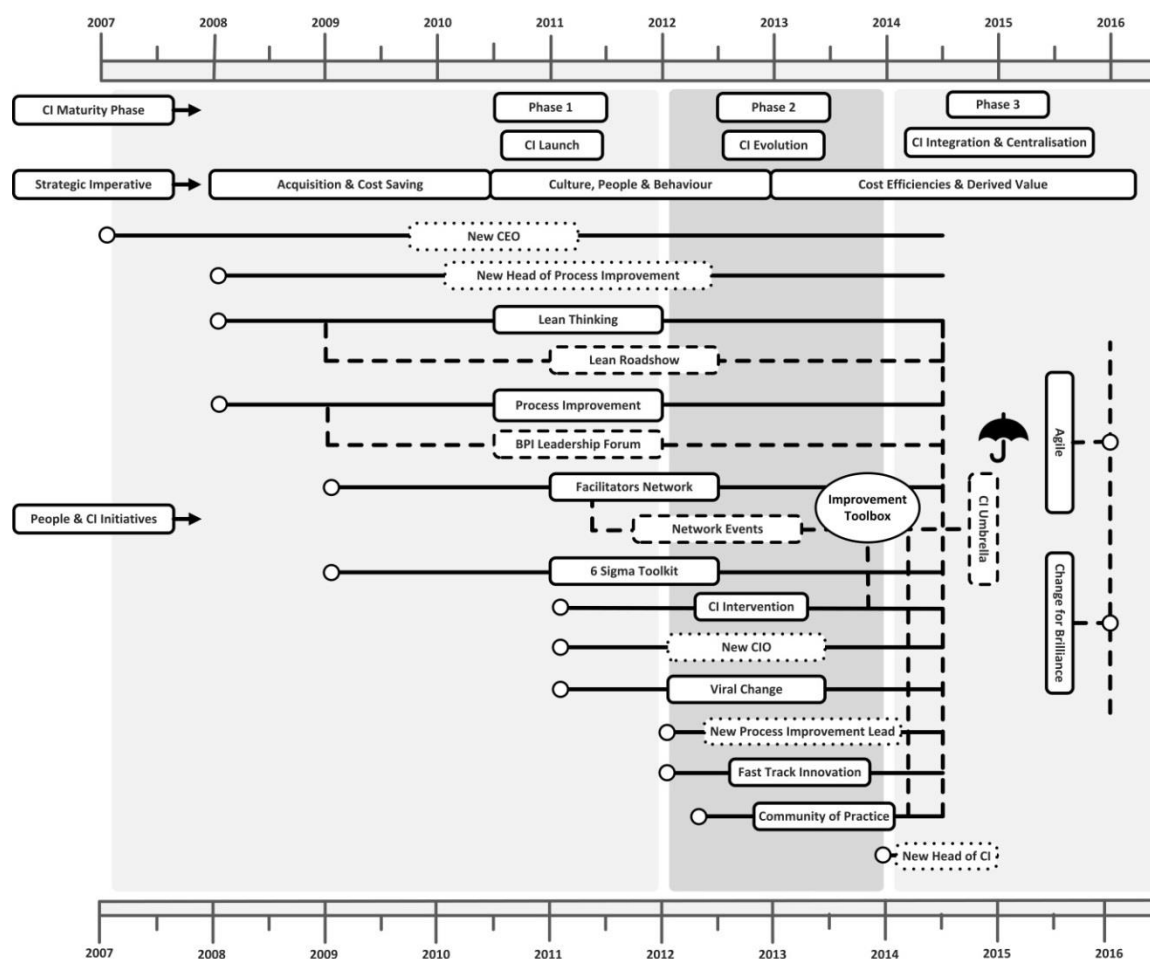 2007 2008 2009 2010 2011 2012 2013 2014 2015 2016
CI Maturity Phase
Phase 1
Phase 2
Phase 3
CI Launch
CI Evolution
CI Integration & Centralisation
Strategic Imperative
Acquisition & Cost Saving
Culture, People & Behaviour
Cost Efficiencies & Derived Value
New CEO
New Head of Process Improvement
Lean Thinking
Lean Roadshow
Process Improvement
BPI Leadership Forum
Facilitators Network
Improvement
Toolbox
People & CI Initiatives
Network Events
CI Umbrella
Agile
6 Sigma Toolkit
CI Intervention
Change for Brilliance
New CIO
Viral Change
New Process Improvement Lead
Fast Track Innovation
Community of Practice
New Head of CI
2007 2008 2009 2010 2011 2012 2013 2014 2015 2016